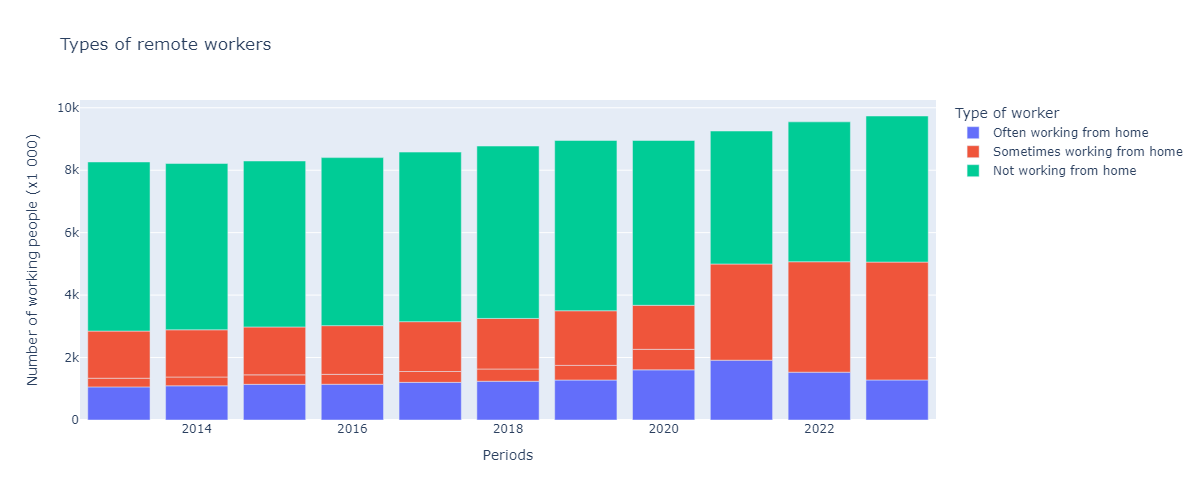 Types of remote workers
10k
8k
6k
4k
2k
0
Number of working people (x1 000)
2014
2016
2018
2020
2022
Periods
Type of worker
Often working from home
Sometimes working from home
Not working from home